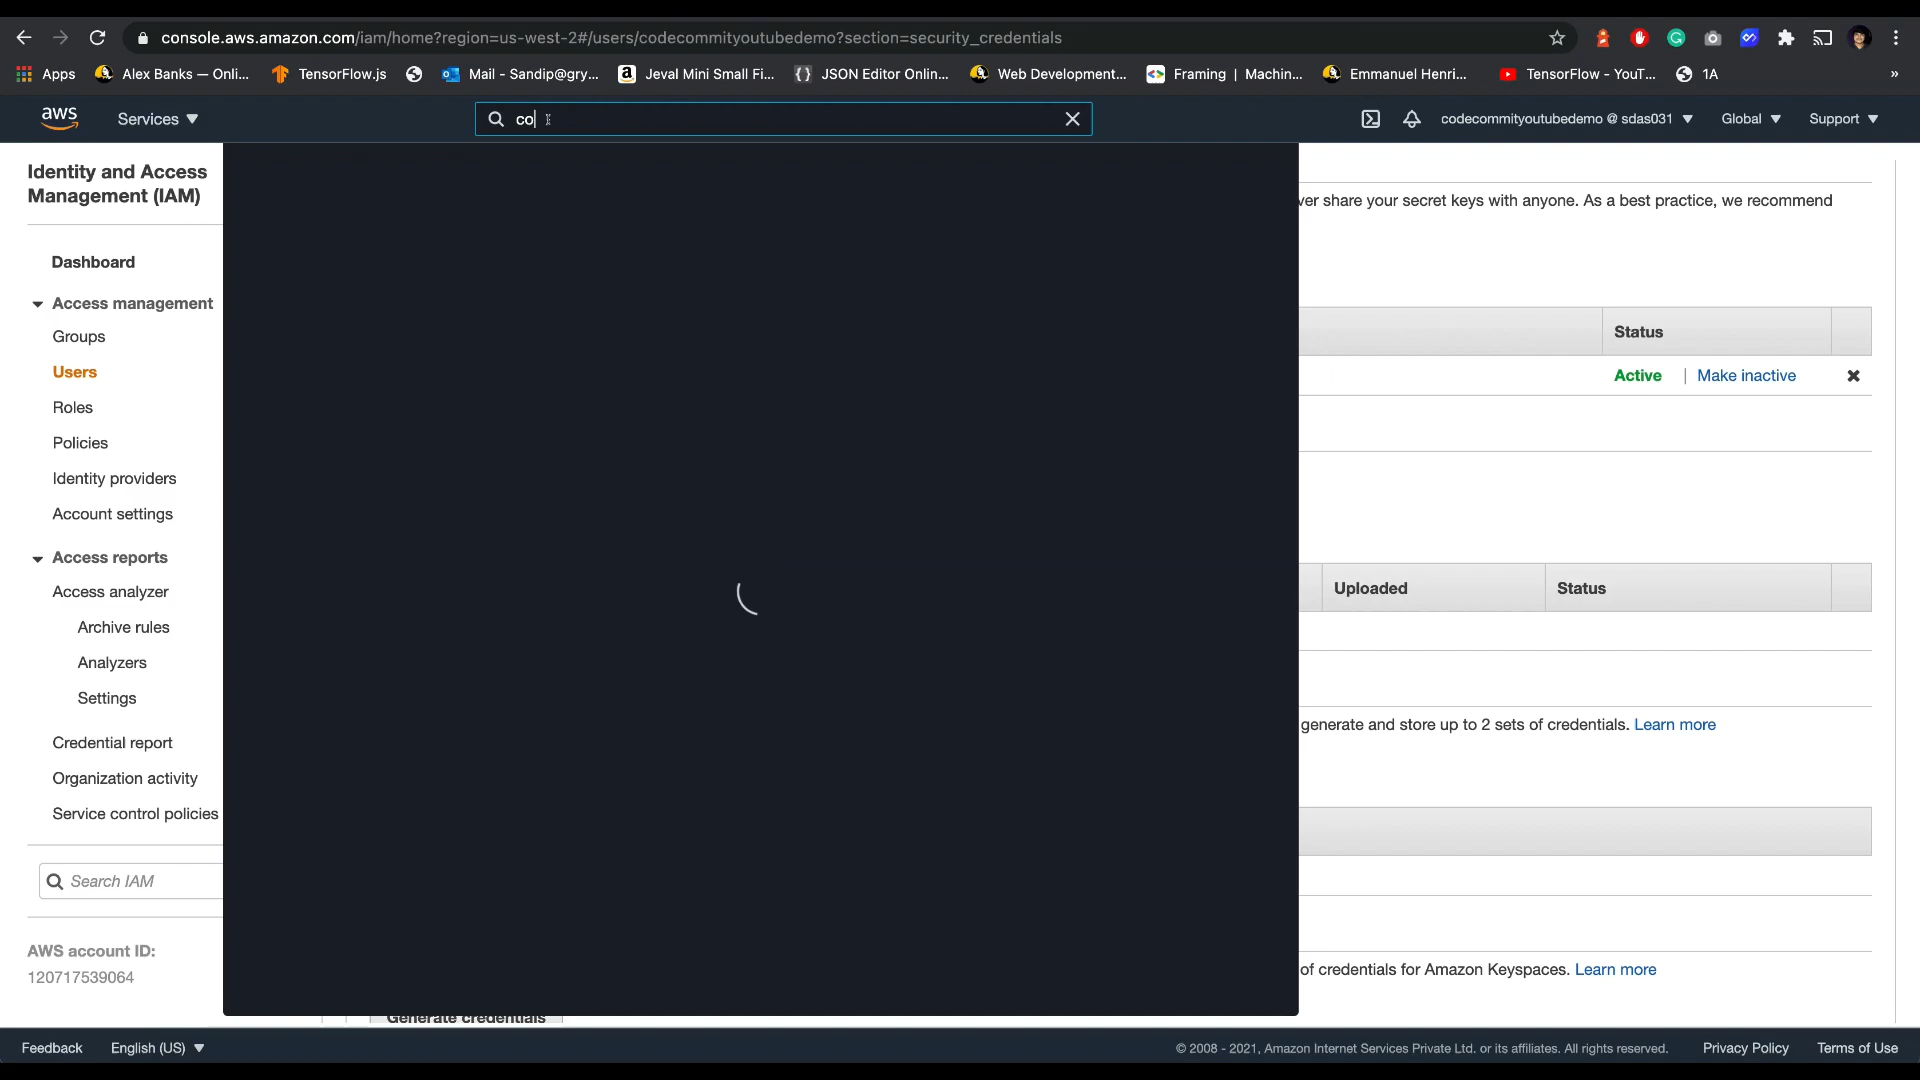 console.aws.amazon.com/iam/home?region=us-west-2#/users/codecommityoutubedemo?section=security_credentials
Apps
Alex Banks — Onli...
TensorFlow.js
Mail - Sandip@gry...
Jeval Mini Small Fi...
JSON Editor Onlin...
Web Development...
Framing | Machin...
Emmanuel Henri...
TensorFlow - YouT...
1A
»
aws
Services
co
codecommityoutubedemo @ sdas031
Global
Support
Identity and Access
Management (IAM)
Dashboard
Access management
Groups
Users
Roles
Policies
Identity providers
Account settings
Access reports
Access analyzer
Archive rules
Analyzers
Settings
Credential report
Organization activity
Service control policies
Search IAM
AWS account ID:
120717539064
ver share your secret keys with anyone. As a best practice, we recommend
Status
Active | Make inactive
Uploaded
Status
generate and store up to 2 sets of credentials. Learn more
of credentials for Amazon Keyspaces. Learn more
Generate credentials
Feedback
English (US)
© 2008 - 2021, Amazon Internet Services Private Ltd. or its affiliates. All rights reserved.
Privacy Policy
Terms of Use